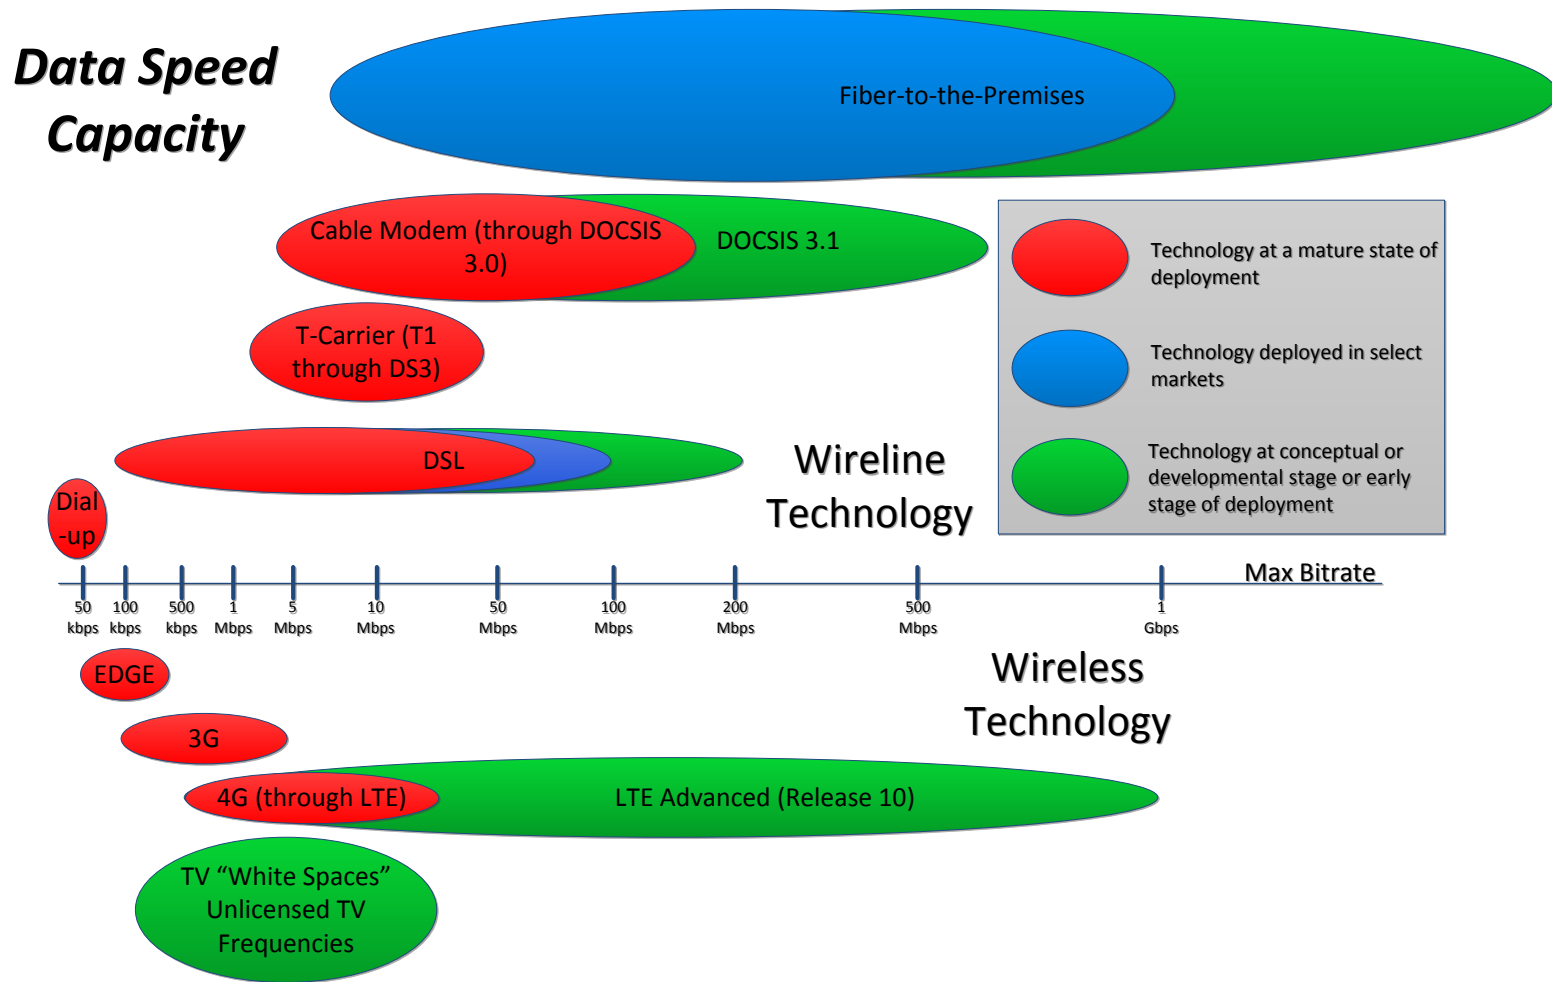 Data Speed
Capacity
Fiber-to-the-Premises
Cable Modem (through DOCSIS
3.0)
DOCSIS 3.1
Technology at a mature state of
deployment
T-Carrier (T1
through DS3)
Technology deployed in select
markets
DSL
Wireline
Technology
Technology at conceptual or
developmental stage or early
stage of deployment
Dial
-up
Max Bitrate
50
kbps
100
kbps
500
kbps
1
Mbps
5
Mbps
10
Mbps
50
Mbps
100
Mbps
200
Mbps
500
Mbps
1
Gbps
EDGE
Wireless
Technology
3G
4G (through LTE)
LTE Advanced (Release 10)
TV “White Spaces”
Unlicensed TV
Frequencies